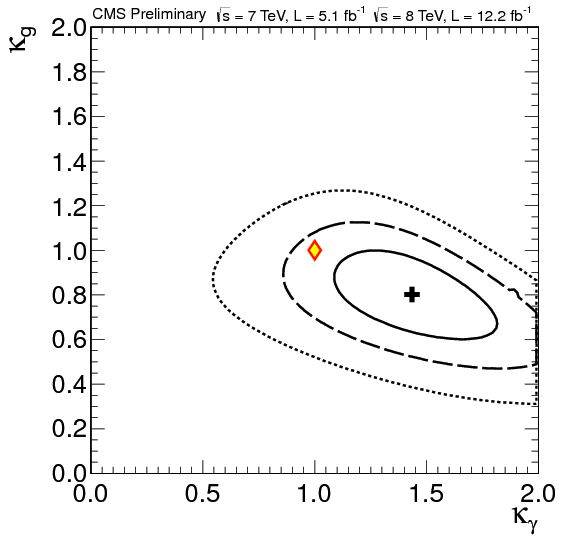 CMS Preliminary √s = 7 TeV, L = 5.1 fb⁻¹ √s = 8 TeV, L = 12.2 fb⁻¹
κg
2.0
1.8
1.6
1.4
1.2
1.0
0.8
0.6
0.4
0.2
0.0
0.0 0.5 1.0 1.5 2.0
κγ